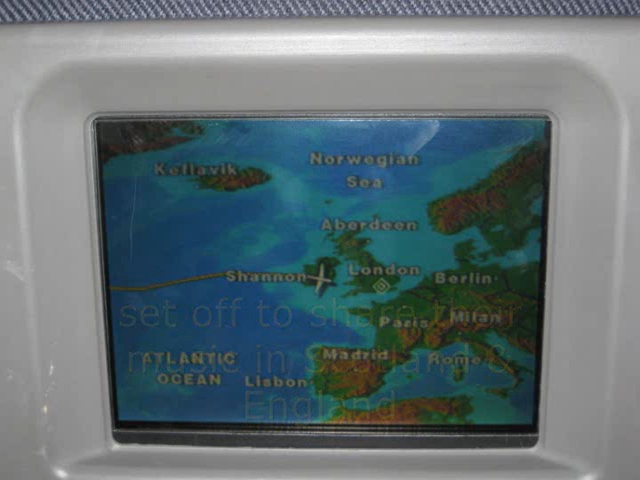 Keflavik
Norwegian
Sea
Aberdeen
Shannon London Berlin
set off to share their
Paris Milan
ATLANTIC Madrid Rome
music in Scotland &
OCEAN Lisbon
England